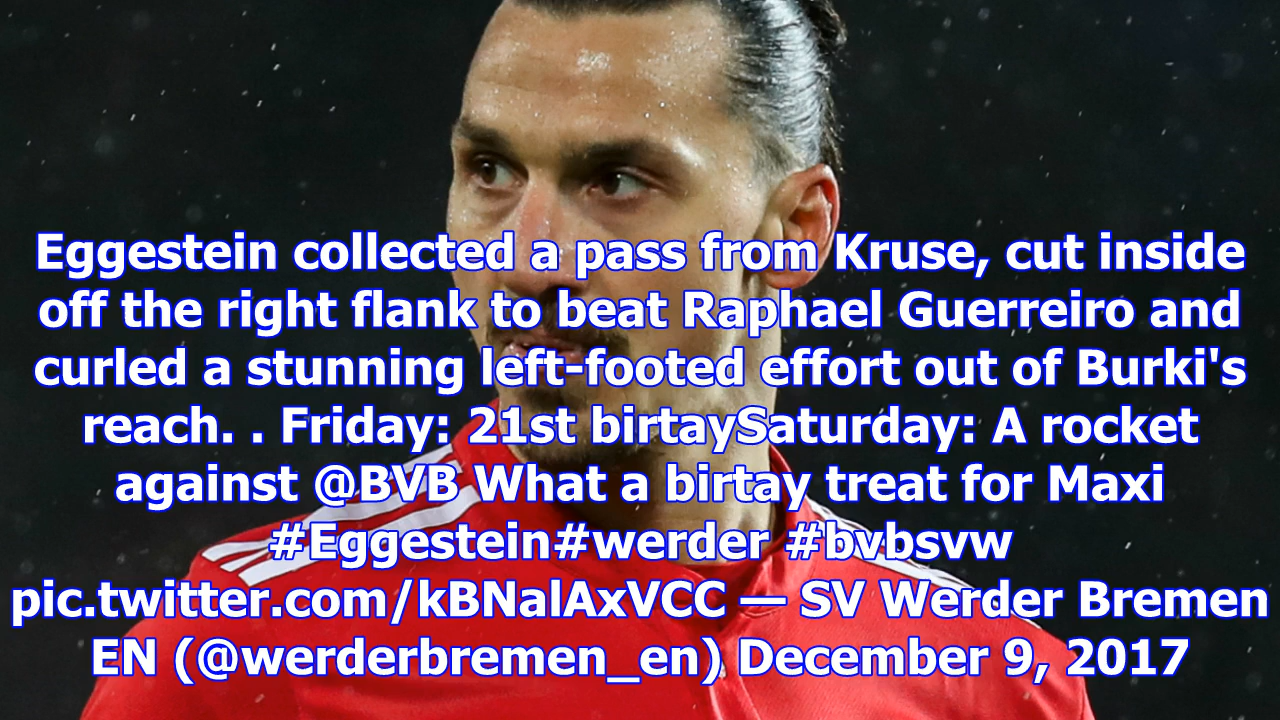 Eggestein collected a pass from Kruse, cut inside
off the right flank to beat Raphael Guerreiro and
curled a stunning left-footed effort out of Burki's
reach. . Friday: 21st birtaySaturday: A rocket
against @BVB What a birtay treat for Maxi
#Eggestein#werder #bvbsvw
pic.twitter.com/kBNalAxVCC — SV Werder Bremen
EN (@werderbremen_en) December 9, 2017